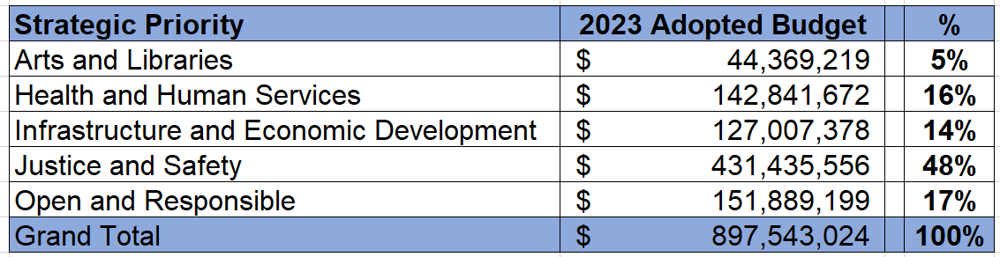 Strategic Priority 2023 Adopted Budget %
Arts and Libraries $ 44,369,219 5%
Health and Human Services $ 142,841,672 16%
Infrastructure and Economic Development $ 127,007,378 14%
Justice and Safety $ 431,435,556 48%
Open and Responsible $ 151,889,199 17%
Grand Total $ 897,543,024 100%